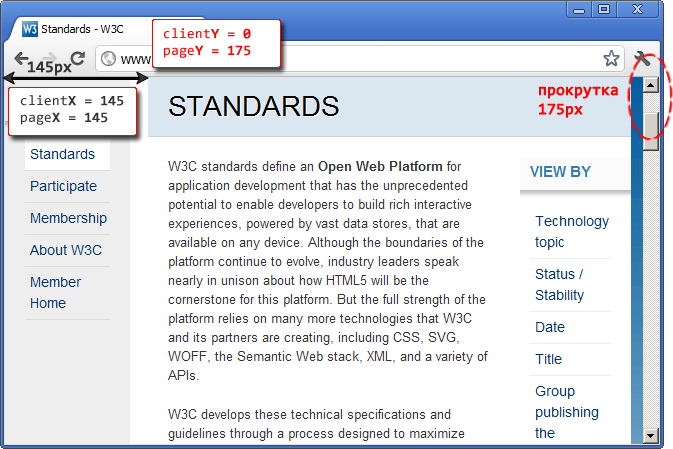 W3 Standards - W3C
clientY = 0
pageY = 175
www
145px
clientX = 145
pageX = 145
STANDARDS
прокрутка
175px
Standards
Participate
Membership
About W3C
Member
Home
W3C standards define an Open Web Platform for
application development that has the unprecedented
potential to enable developers to build rich interactive
experiences, powered by vast data stores, that are
available on any device. Although the boundaries of the
platform continue to evolve, industry leaders speak
nearly in unison about how HTML5 will be the
cornerstone for this platform. But the full strength of the
platform relies on many more technologies that W3C
and its partners are creating, including CSS, SVG,
WOFF, the Semantic Web stack, XML, and a variety of
APIs.
W3C develops these technical specifications and
guidelines through a process designed to maximize
VIEW BY
Technology
topic
Status /
Stability
Date
Title
Group
publishing
the